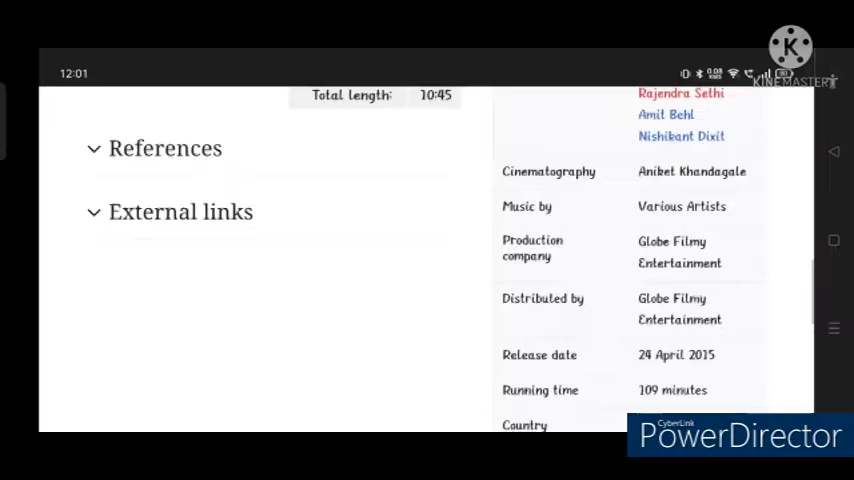 12:01
KINEMASTER
Total length: 10:45
References
External links
Rajendra Sethi
Amit Behl
Nishikant Dixit
Cinematography Aniket Khandagale
Music by Various Artists
Production company Globe Filmy
Entertainment
Distributed by Globe Filmy
Entertainment
Release date 24 April 2015
Running time 109 minutes
Country
CyberLink
PowerDirector